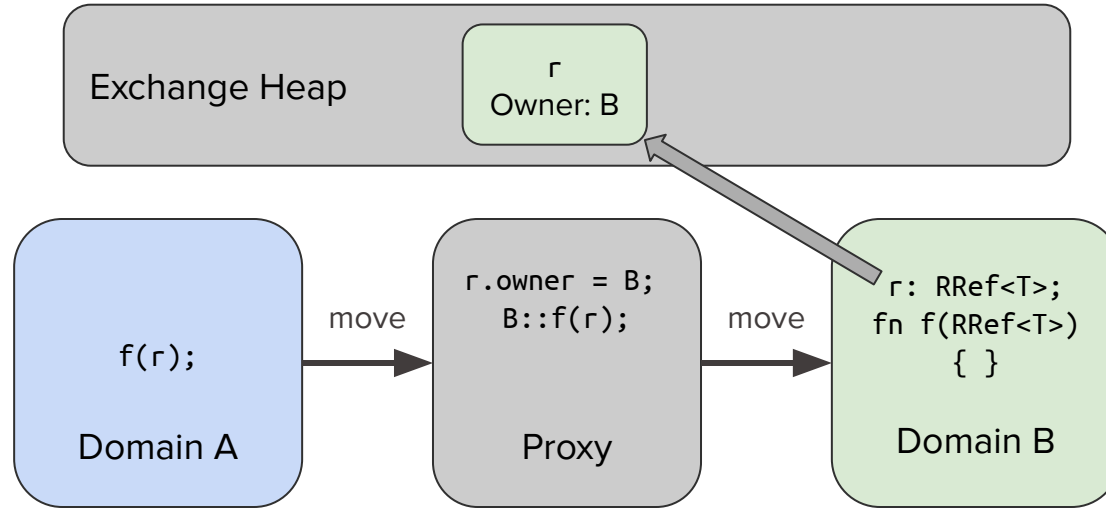 Exchange Heap
r
Owner: B
move
move
f(r);
Domain A
r.owner = B;
B::f(r);
Proxy
r: RRef<T>;
fn f(RRef<T>)
{ }
Domain B